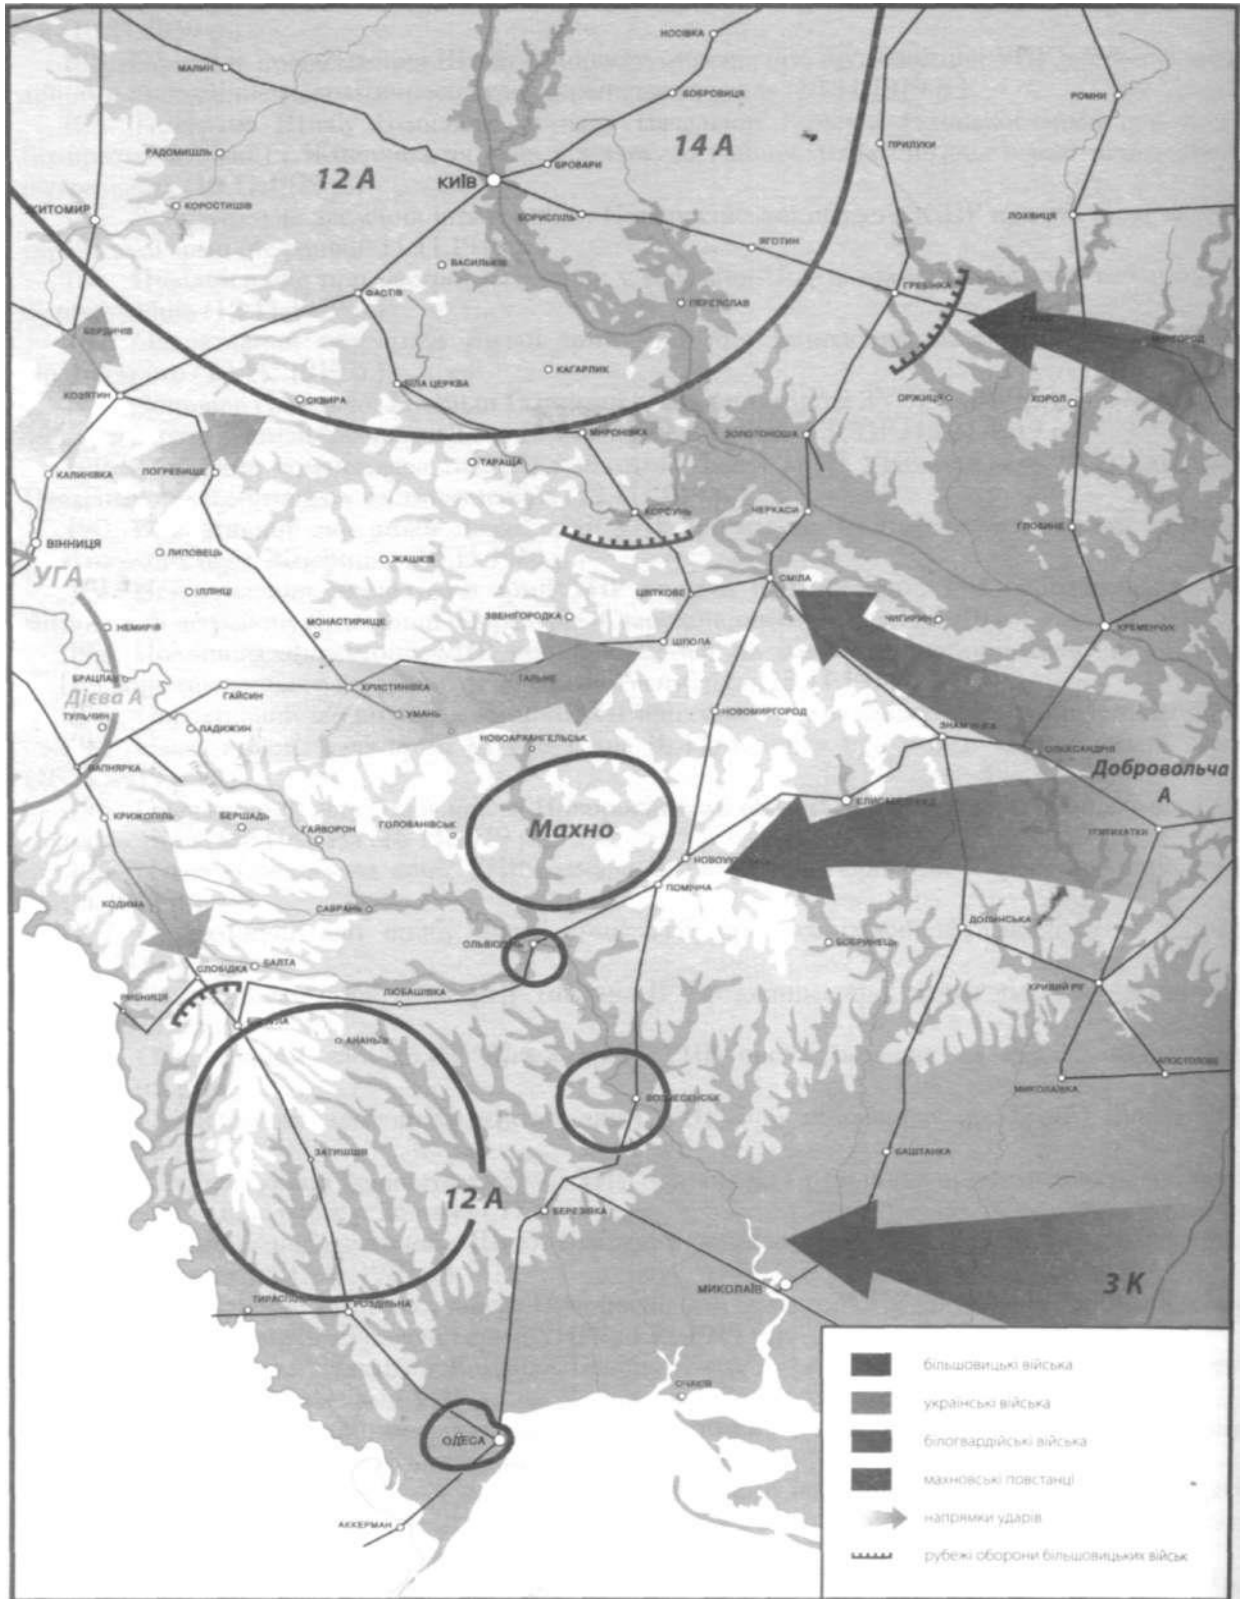 НОСІВКА
МАЛИН
БОБРОВИЦЯ
РОМНИ
14 А
ПРИЛУКИ
РАДОМИШЛЬ
БРОВАРИ
12 А
КИЇВ
КОРОСТИШІВ
ЖИТОМИР
БОРИСПІЛЬ
ЛОХВИЦЯ
ЯГОТИН
ВАСИЛЬКІВ
ФАСТІВ
ГРЕБІНКА
ПЕРЕЯСЛАВ
БЕРДИЧІВ
МИРГОРОД
КАГАРЛИК
БІЛА ЦЕРКВА
КОЗЯТИН
СКВИРА
ОРЖИЦЯ
ХОРОЛ
МИРОНІВКА
ЗОЛОТОНОША
ТАРАЩА
КАЛИНІВКА
ПОГРЕБИЩЕ
КОРСУНЬ
ЧЕРКАСИ
ГЛОБИНЕ
ВІННИЦЯ
ЛИПОВЕЦЬ
ЖАШКІВ
УГА
СМІЛА
ІЛЛІНЦІ
ЦВІТКОВЕ
ЗВЕНІГОРОДКА
ЧИГИРИН
НЕМИРІВ
МОНАСТИРИЩЕ
КРЕМЕНЧУК
ШПОЛА
БРАЦЛАВ
ТАЛЬНЕ
Дієва А
ГАЙСИН
ХРИСТИНІВКА
ТУЛЬЧИН
УМАНЬ
НОВОМИРГОРОД
ЛАДИЖИН
ЗНАМ'ЯНКА
НОВОАРХАНГЕЛЬСЬК
ОЛЕКСАНДРІЯ
ВАПНЯРКА
Добровольча
А
ЄЛИСАВЕТГРАД
КРИЖОПІЛЬ
БЕРШАДЬ
ГАЙВОРОН
ГОЛОВАНІВСЬК
Махно
П'ЯТИХАТКИ
НОВОУКРАЇНКА
ПОМІЧНА
КОДИМА
САВРАНЬ
ДОЛИНСЬКА
ОЛЬВІОПОЛЬ
БОБРИНЕЦЬ
СЛОБІДКА
БАЛТА
РИБНИЦЯ
ЛЮБАШІВКА
КРИВИЙ РІГ
БІРЗУЛА
АНАНЬЇВ
АПОСТОЛОВЕ
МИКОЛАЇВКА
ВОЗНЕСЕНСЬК
ЗАТИШШЯ
БАШТАНКА
12 А
БЕРЕЗІВКА
МИКОЛАЇВ
3 К
ТИРАСПОЛЬ
РОЗДІЛЬНА
ОЧАКІВ
ОДЕСА
АККЕРМАН
більшовицькі війська
українські війська
білогвардійські війська
махновські повстанці
напрямки ударів
рубежі оборони більшовицьких військ